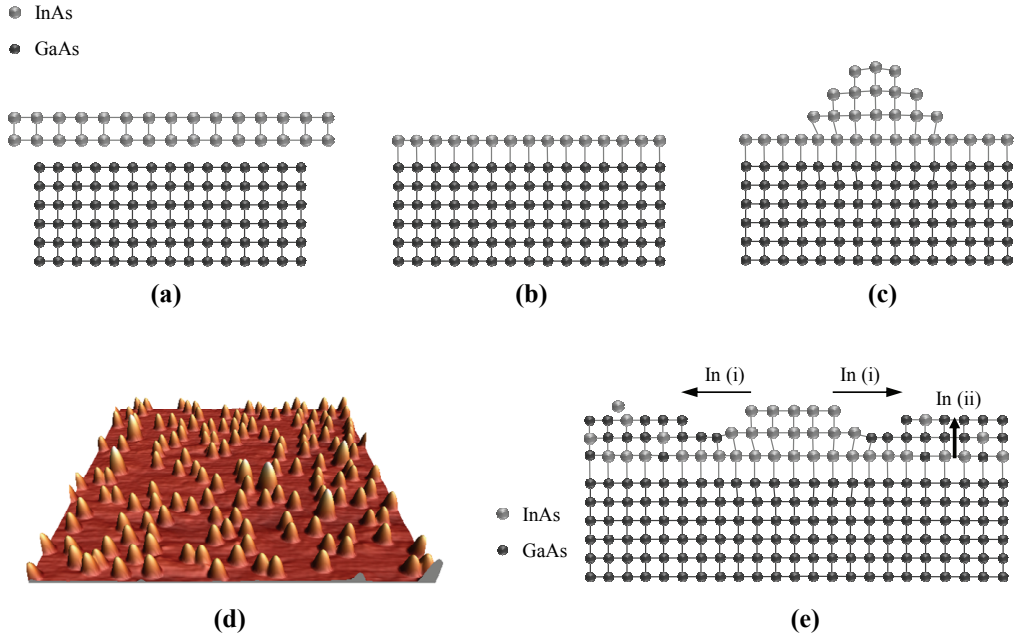 InAs
GaAs
(a)
(b)
(c)
(d)
In (i)
In (i)
In (ii)
InAs
GaAs
(e)